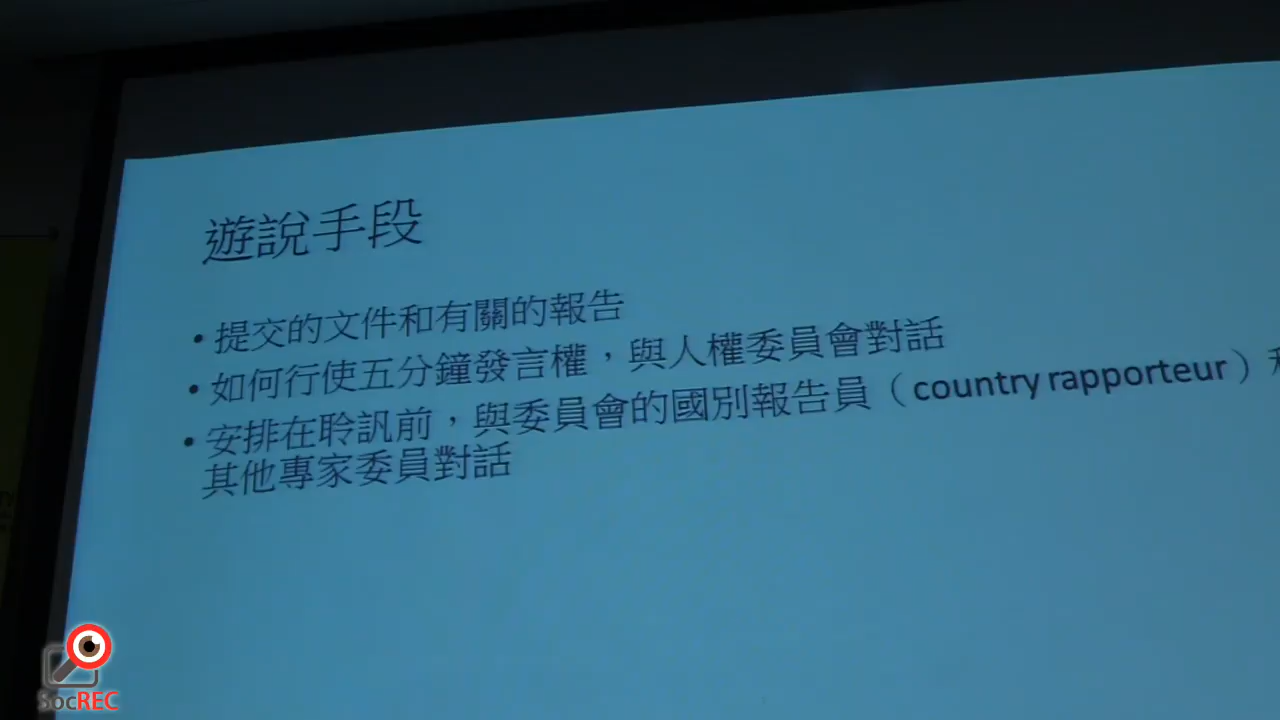 遊說手段
• 提交的文件和有關的報告
• 如何行使五分鐘發言權，與人權委員會對話
• 安排在聆訊前，與委員會的國別報告員（country rapporteur）
其他專家委員對話
SocREC